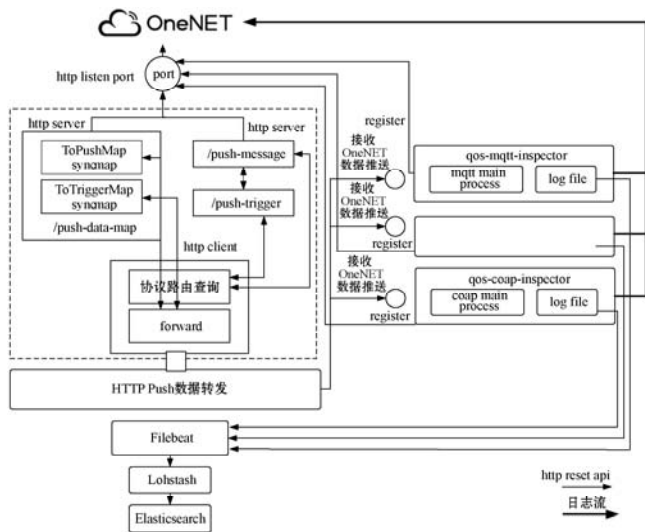 OneNET
http listen port
port
http server
http server
ToPushMap
syncmap
/push-message
ToTriggerMap
syncmap
/push-trigger
/push-data-map
http client
协议路由查询
forward
HTTP Push数据转发
Filebeat
Lohstash
Elasticsearch
register
接收
OneNET
数据推送
qos-mqtt-inspector
mqtt main
process
log file
接收
OneNET
数据推送
register
接收
OneNET
数据推送
register
qos-coap-inspector
coap main
process
log file
http reset api
日志流